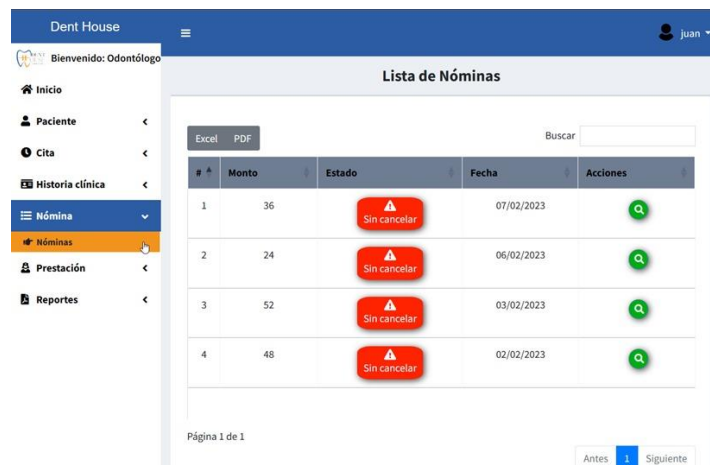 Dent House
juan
Bienvenido: Odontólogo
Inicio
Paciente
Cita
Historia clínica
Nómina
Nóminas
Prestación
Reportes
Lista de Nóminas
Excel PDF
Buscar
# Monto Estado Fecha Acciones
1 36 Sin cancelar 07/02/2023
2 24 Sin cancelar 06/02/2023
3 52 Sin cancelar 03/02/2023
4 48 Sin cancelar 02/02/2023
Página 1 de 1
Antes 1 Siguiente